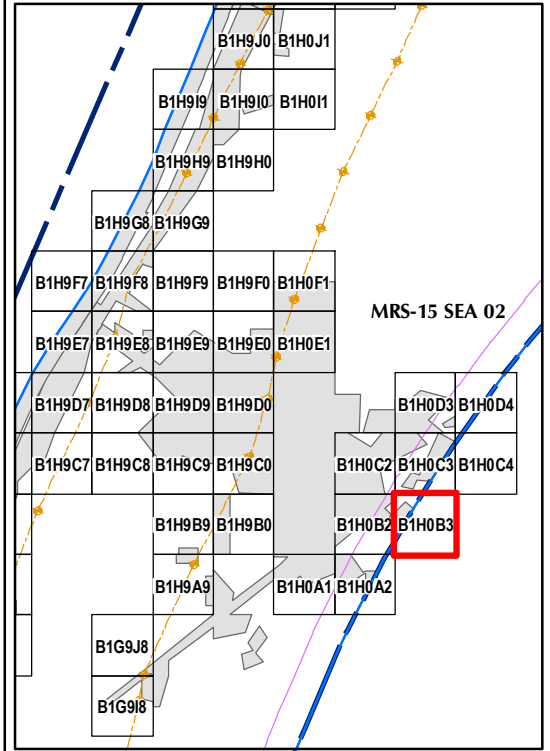 B1H9J0 B1H0J1
B1H9I9 B1H9I0 B1H0I1
B1H9H9 B1H9H0
B1H9G8 B1H9G9
B1H9F7 B1H9F8 B1H9F9 B1H9F0 B1H0F1
MRS-15 SEA 02
B1H9E7 B1H9E8 B1H9E9 B1H9E0 B1H0E1
B1H9D7 B1H9D8 B1H9D9 B1H9D0 B1H0D3 B1H0D4
B1H9C7 B1H9C8 B1H9C9 B1H9C0 B1H0C2 B1H0C3 B1H0C4
B1H9B9 B1H9B0 B1H0B2 B1H0B3
B1H9A9 B1H0A1 B1H0A2
B1G9J8
B1G9I8